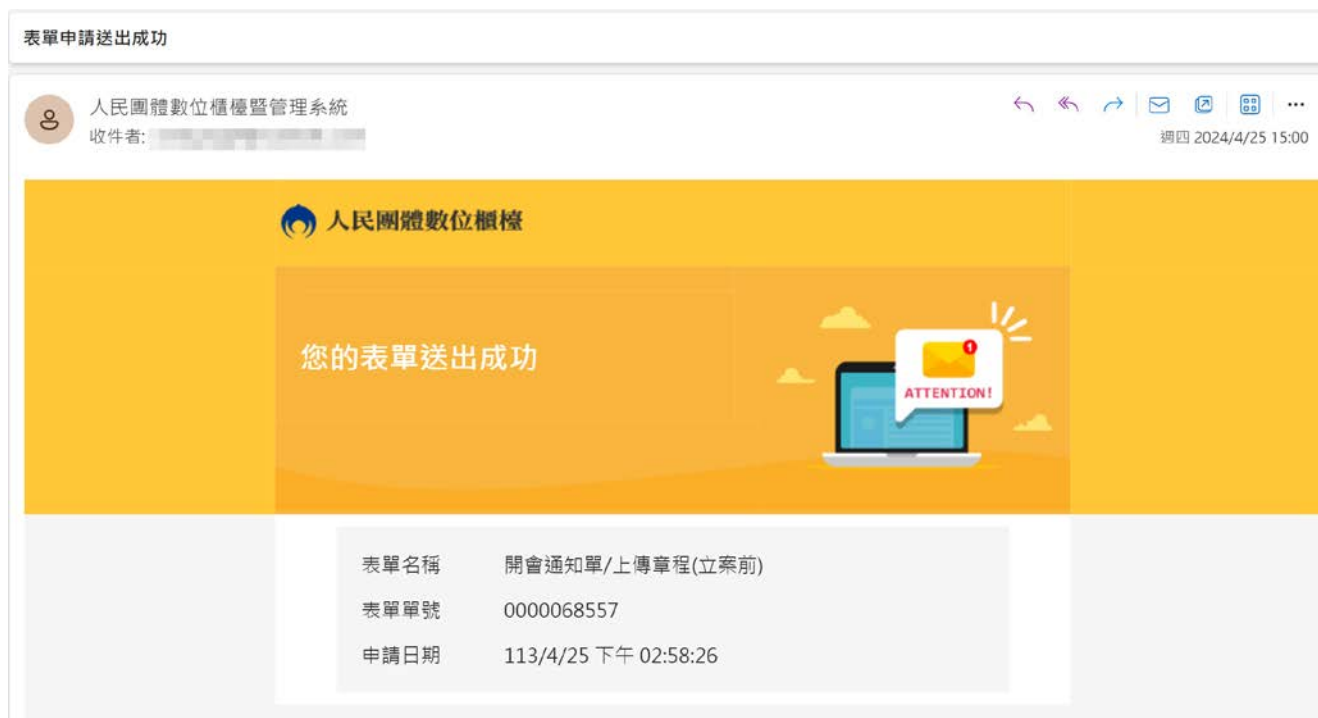 表單申請送出成功
人民團體數位櫃檯暨管理系統
收件者:
週四 2024/4/25 15:00
人民團體數位櫃檯
您的表單送出成功
1
ATTENTION!
表單名稱 開會通知單/上傳章程(立案前)
表單單號 0000068557
申請日期 113/4/25 下午 02:58:26